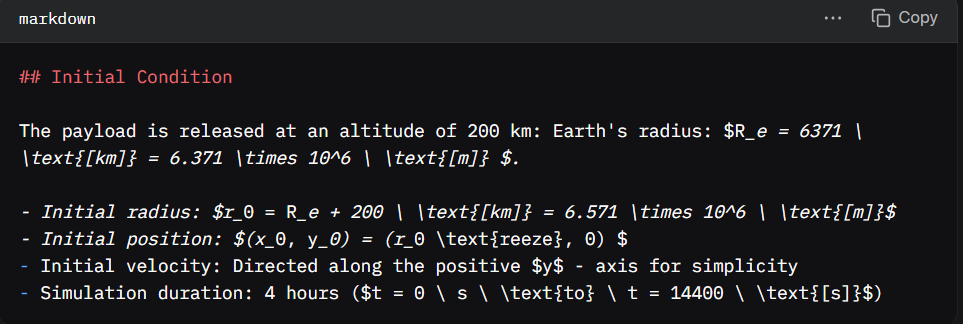 markdown
... Copy
## Initial Condition
The payload is released at an altitude of 200 km: Earth's radius: $R_e = 6371 \
\text{[km]} = 6.371 \times 10^6 \ \text{[m]} $.
- Initial radius: $r_0 = R_e + 200 \ \text{[km]} = 6.571 \times 10^6 \ \text{[m]}$
- Initial position: $(x_0, y_0) = (r_0 \text{reeze}, 0) $
- Initial velocity: Directed along the positive $y$ - axis for simplicity
- Simulation duration: 4 hours ($t = 0 \ s \ \text{to} \ t = 14400 \ \text{[s]}$)